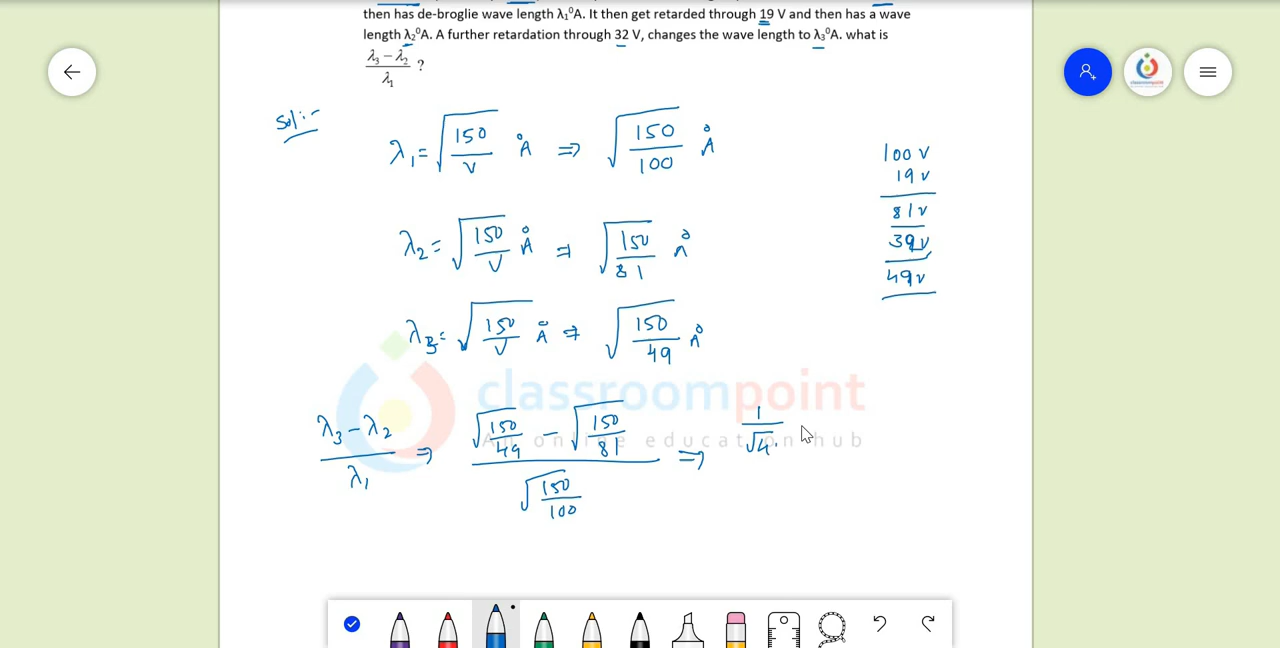 then has de-broglie wave length λ₁⁰A. It then get retarded through 19 V and then has a wave
length λ₂⁰A. A further retardation through 32 V, changes the wave length to λ₃⁰A. what is
(λ₃ − λ₂)/λ₁ ?
Sol:-
λ₁ = √(150/V) Å ⇒ √(150/100) Å
100 V
19 V
81 V
39 V
49 V
λ₂ = √(150/V) Å ⇒ √(150/81) Å
λ₃ = √(150/V) Å ⇒ √(150/49) Å
classroompoint
An online education hub
(λ₃ − λ₂)/λ₁ ⇒ (√(150/49) − √(150/81))/√(150/100) ⇒ 1/√4.